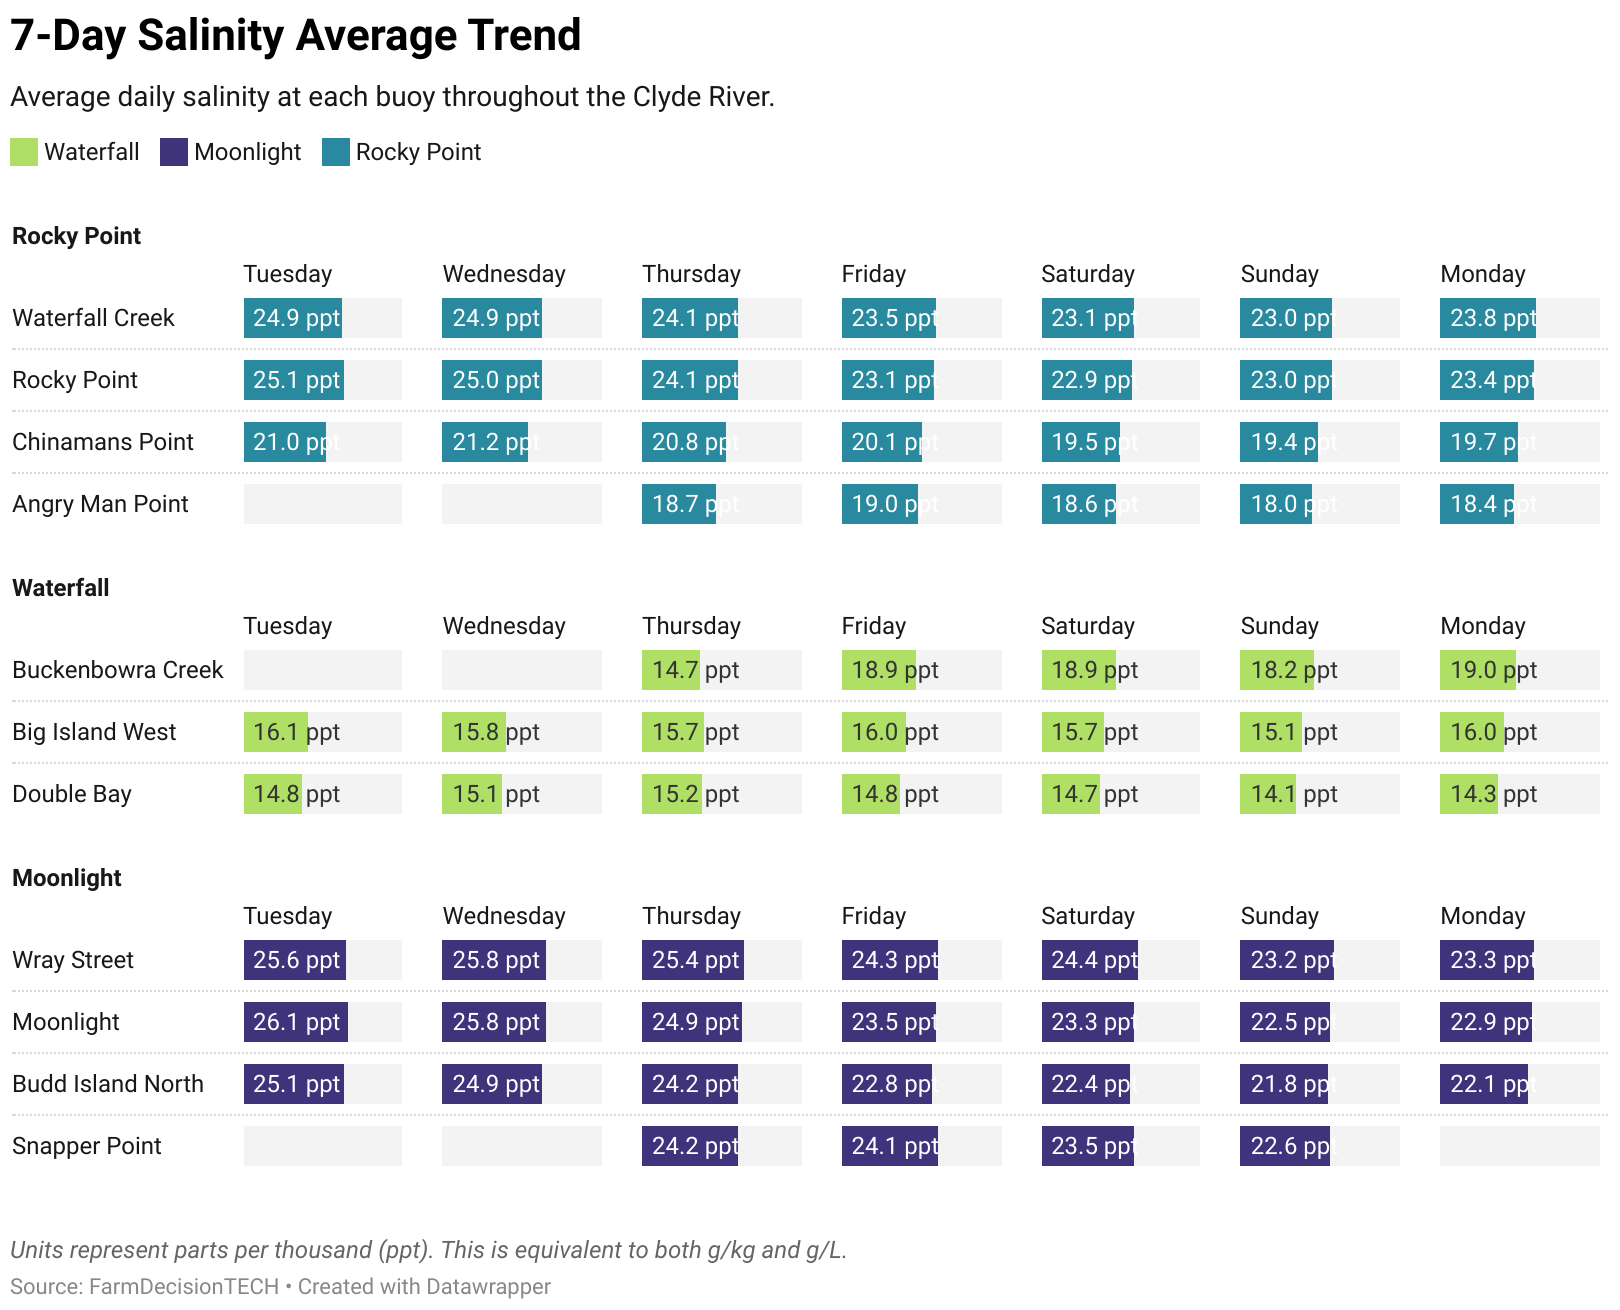 7-Day Salinity Average Trend
Average daily salinity at each buoy throughout the Clyde River.
Waterfall Moonlight Rocky Point
Rocky Point
Tuesday Wednesday Thursday Friday Saturday Sunday Monday
Waterfall Creek 24.9 ppt 24.9 ppt 24.1 ppt 23.5 ppt 23.1 ppt 23.0 ppt 23.8 ppt
Rocky Point 25.1 ppt 25.0 ppt 24.1 ppt 23.1 ppt 22.9 ppt 23.0 ppt 23.4 ppt
Chinamans Point 21.0 ppt 21.2 ppt 20.8 ppt 20.1 ppt 19.5 ppt 19.4 ppt 19.7 ppt
Angry Man Point 18.7 ppt 19.0 ppt 18.6 ppt 18.0 ppt 18.4 ppt
Waterfall
Tuesday Wednesday Thursday Friday Saturday Sunday Monday
Buckenbowra Creek 14.7 ppt 18.9 ppt 18.9 ppt 18.2 ppt 19.0 ppt
Big Island West 16.1 ppt 15.8 ppt 15.7 ppt 16.0 ppt 15.7 ppt 15.1 ppt 16.0 ppt
Double Bay 14.8 ppt 15.1 ppt 15.2 ppt 14.8 ppt 14.7 ppt 14.1 ppt 14.3 ppt
Moonlight
Tuesday Wednesday Thursday Friday Saturday Sunday Monday
Wray Street 25.6 ppt 25.8 ppt 25.4 ppt 24.3 ppt 24.4 ppt 23.2 ppt 23.3 ppt
Moonlight 26.1 ppt 25.8 ppt 24.9 ppt 23.5 ppt 23.3 ppt 22.5 ppt 22.9 ppt
Budd Island North 25.1 ppt 24.9 ppt 24.2 ppt 22.8 ppt 22.4 ppt 21.8 ppt 22.1 ppt
Snapper Point 24.2 ppt 24.1 ppt 23.5 ppt 22.6 ppt
Units represent parts per thousand (ppt). This is equivalent to both g/kg and g/L.
Source: FarmDecisionTECH • Created with Datawrapper